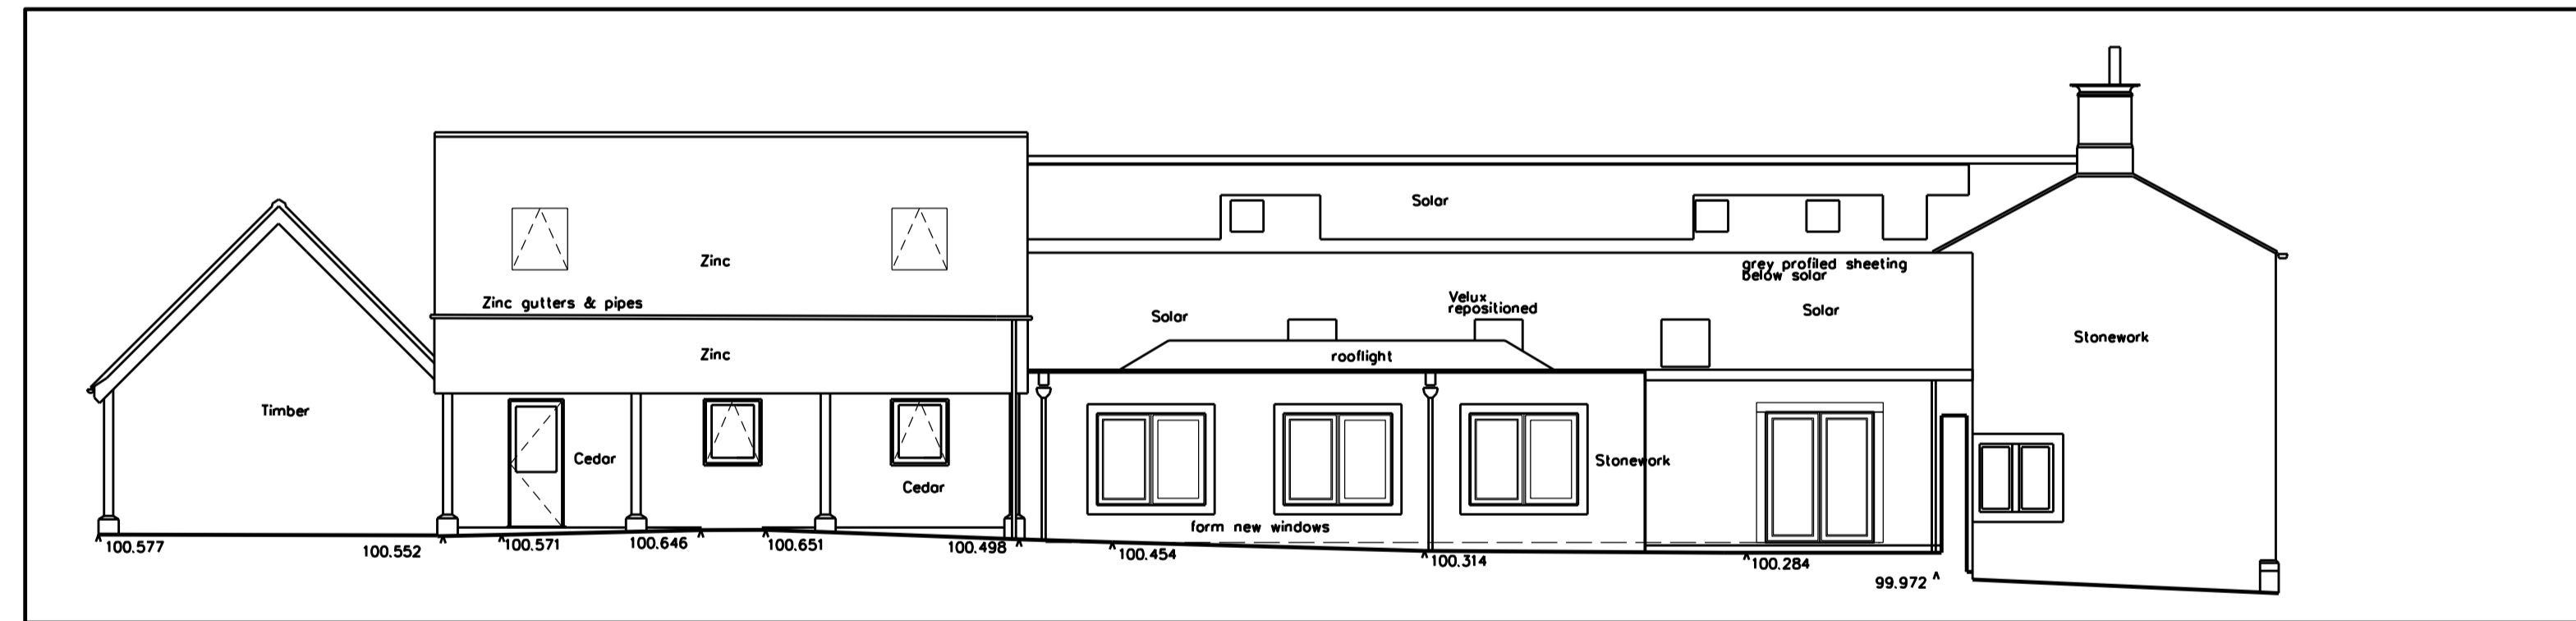 Solar
Zinc
grey profiled sheeting
below solar
Zinc gutters & pipes
Velux
repositioned
Solar
Solar
Stonework
Zinc
rooflight
Timber
Cedar
Stonework
Cedar
form new windows
100.577
100.552
100.571
100.646
100.651
100.498
100.454
100.314
100.284
99.972